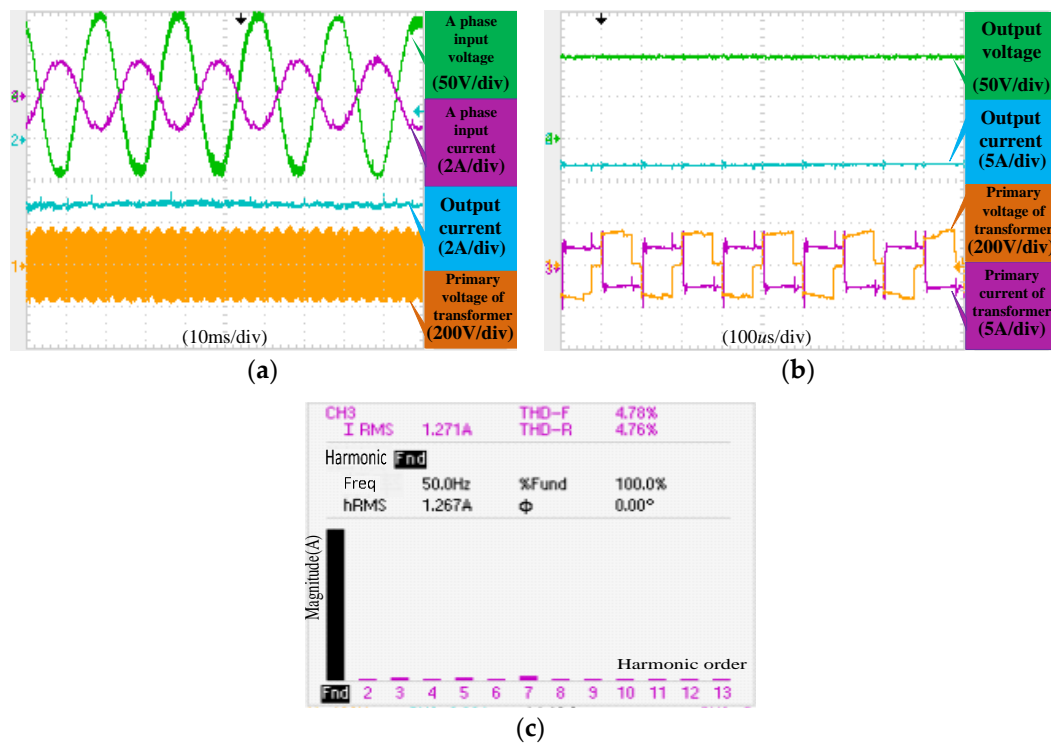 A phase
input
voltage
(50V/div)
A phase
input
current
(2A/div)
2
Output
current
(2A/div)
1
Primary
voltage of
transformer
(200V/div)
(10ms/div)
(a)
Output
voltage
(50V/div)
Output
current
(5A/div)
Primary
voltage of
transformer
(200V/div)
Primary
current of
transformer
(5A/div)
(100us/div)
(b)
CH3 THD-F 4.78%
I RMS 1.271A THD-R 4.76%
Harmonic Fnd
Freq 50.0Hz %Fund 100.0%
hRMS 1.267A Φ 0.00°
Magnitude(A)
Harmonic order
Fnd 2 3 4 5 6 7 8 9 10 11 12 13
(c)